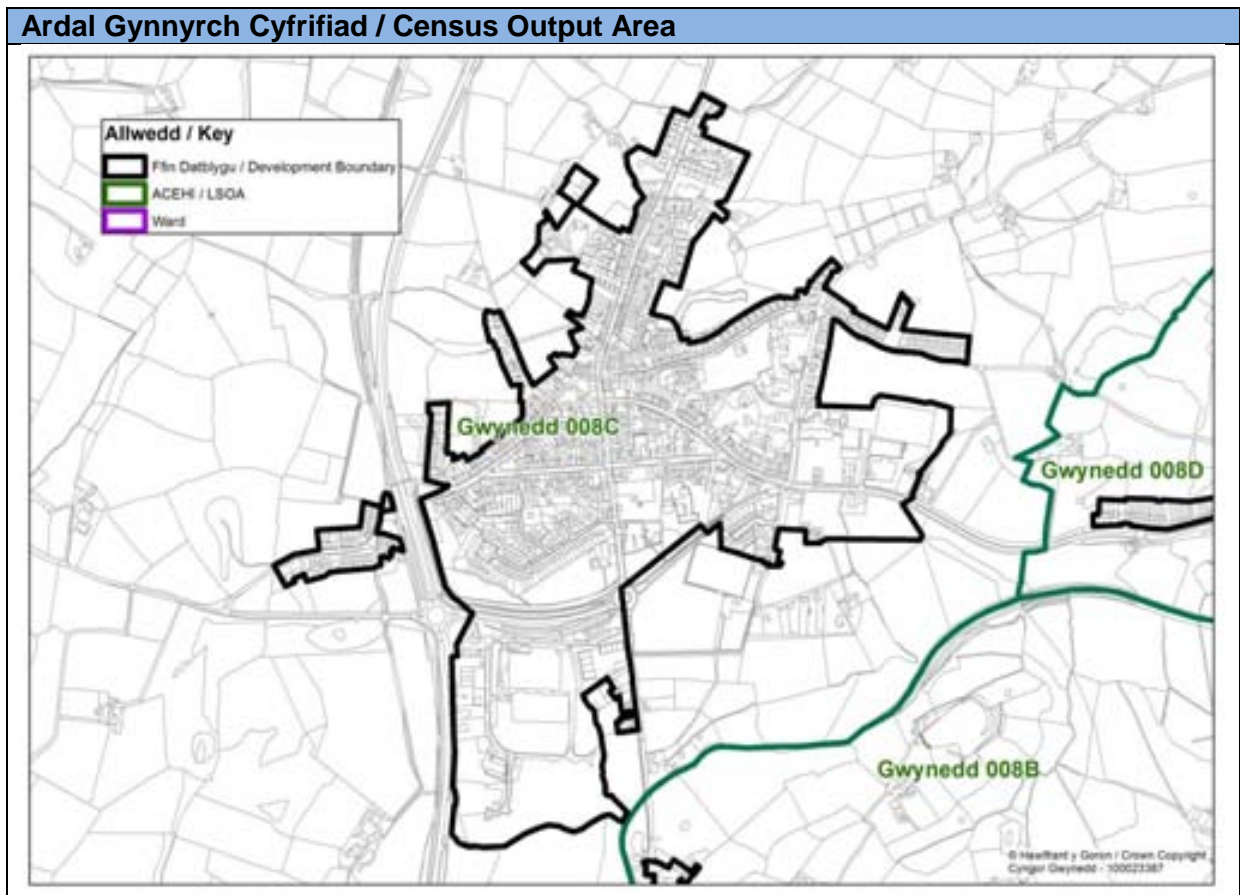 Ardal Gynnyrch Cyfrifiad / Census Output Area
Allwedd / Key
Ffin Datblygu / Development Boundary
ACEHI / LSOA
Ward
Gwynedd 008C
Gwynedd 008D
Gwynedd 008B
© Hawlfraint y Goron / Crown Copyright
Cyngor Gwynedd - 100023387